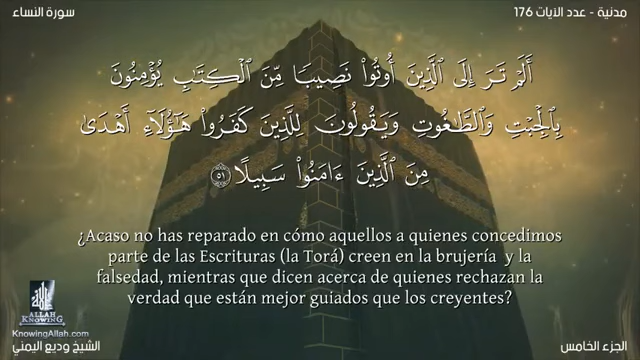 مدنية - عدد الآيات 176
سورة النساء
أَلَمْ تَرَ إِلَى ٱلَّذِينَ أُوتُوا۟ نَصِيبًا مِّنَ ٱلْكِتَٰبِ يُؤْمِنُونَ
بِٱلْجِبْتِ وَٱلطَّٰغُوتِ وَيَقُولُونَ لِلَّذِينَ كَفَرُوا۟ هَٰٓؤُلَآءِ أَهْدَىٰ
مِنَ ٱلَّذِينَ ءَامَنُوا۟ سَبِيلًا ٥١
¿Acaso no has reparado en cómo aquellos a quienes concedimos
parte de las Escrituras (la Torá) creen en la brujería y la
falsedad, mientras que dicen acerca de quienes rechazan la
verdad que están mejor guiados que los creyentes?
ALLAH
KNOWING
KnowingAllah.com
الجزء الخامس
الشيخ وديع اليمني